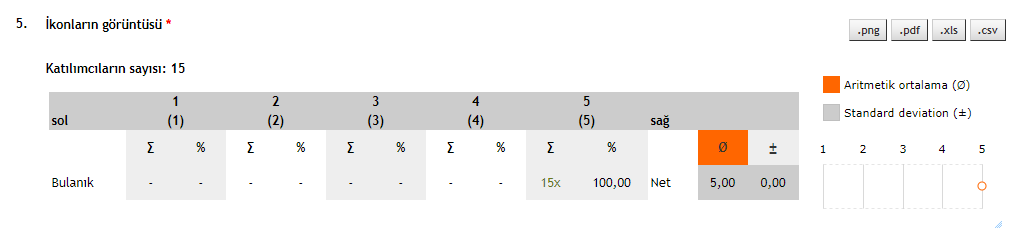 5. İkonların görüntüsü *
.png .pdf .xls .csv
Katılımcıların sayısı: 15
Aritmetik ortalama (Ø)
Standard deviation (±)
1 2 3 4 5
sol (1) (2) (3) (4) (5) sağ
Σ % Σ % Σ % Σ % Σ % Ø ±
1 2 3 4 5
Bulanık - - - - - - - - 15x 100,00 Net 5,00 0,00